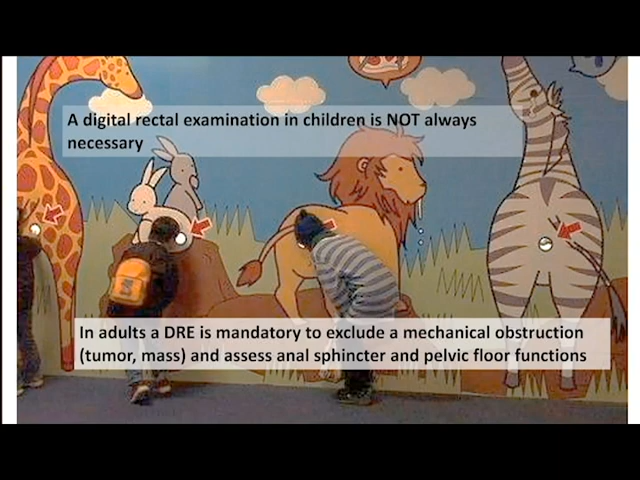 A digital rectal examination in children is NOT always
necessary
In adults a DRE is mandatory to exclude a mechanical obstruction
(tumor, mass) and assess anal sphincter and pelvic floor functions